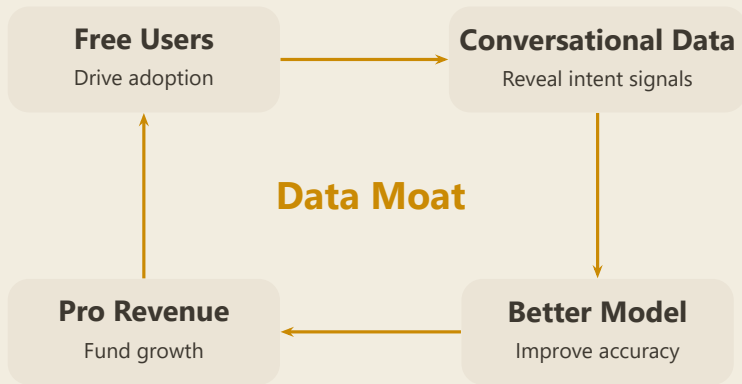 Free Users
Drive adoption
Conversational Data
Reveal intent signals
Data Moat
Pro Revenue
Fund growth
Better Model
Improve accuracy